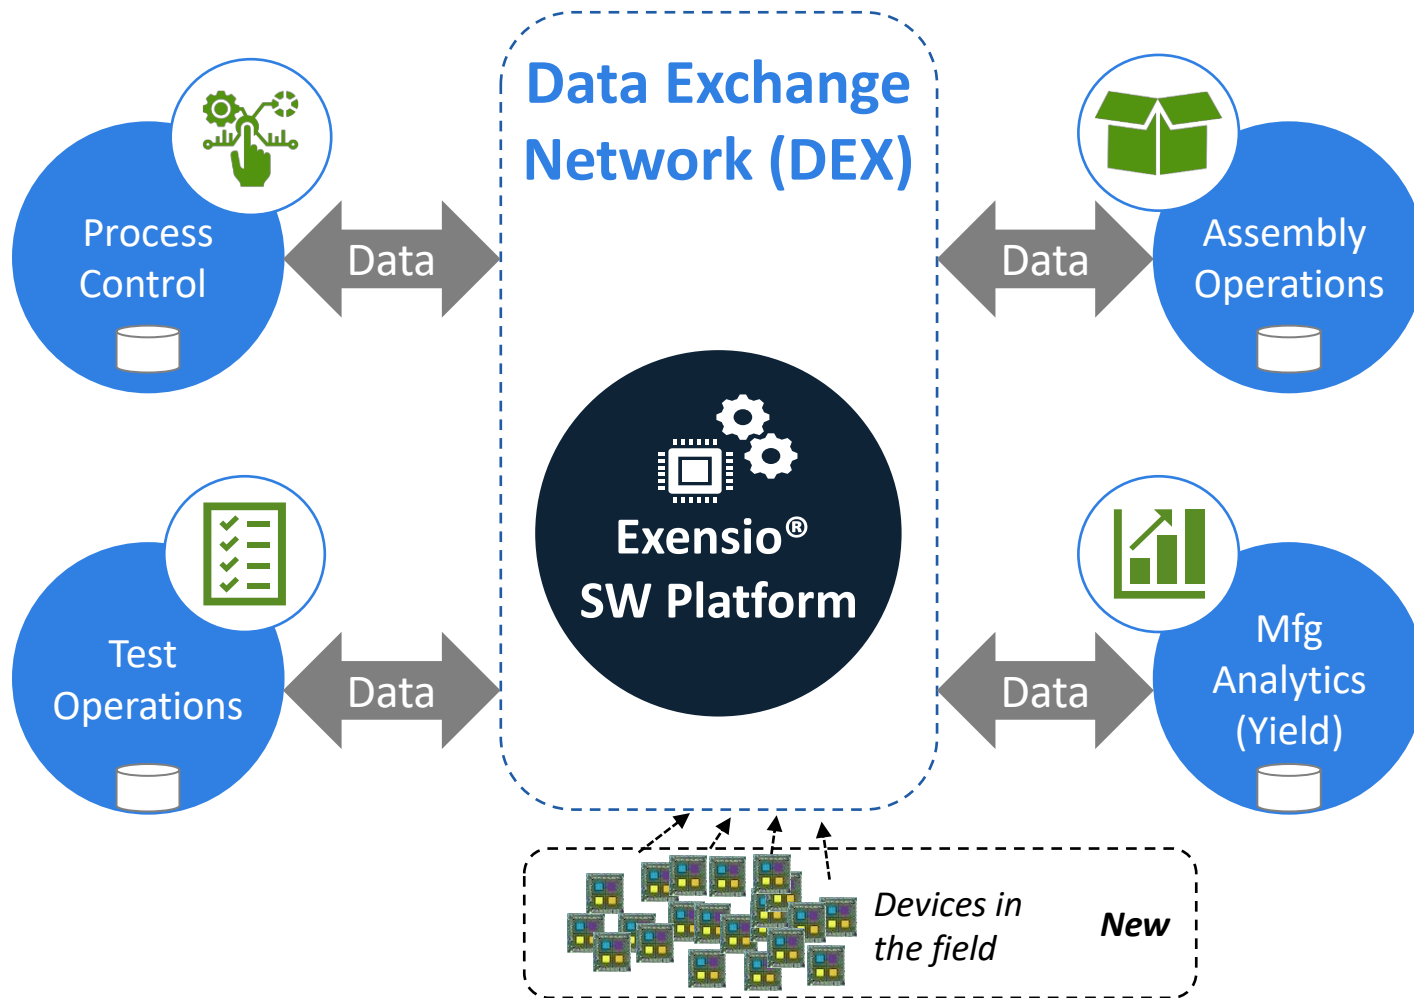 Data Exchange
Network (DEX)
Process
Control
Data
Data
Assembly
Operations
Exensio®
SW Platform
Test
Operations
Data
Data
Mfg
Analytics
(Yield)
Devices in
the field
New